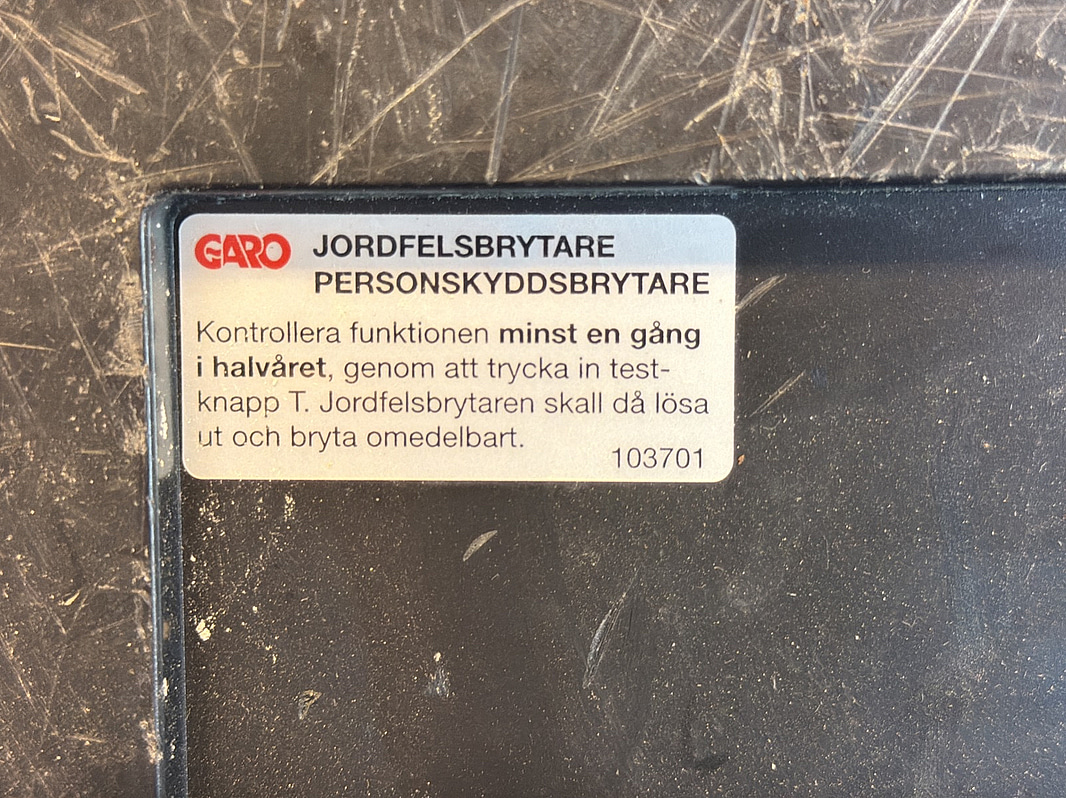 GARO JORDFELSBRYTARE
PERSONSKYDDSBRYTARE
Kontrollera funktionen minst en gång
i halvåret, genom att trycka in test-
knapp T. Jordfelsbrytaren skall då lösa
ut och bryta omedelbart.
103701